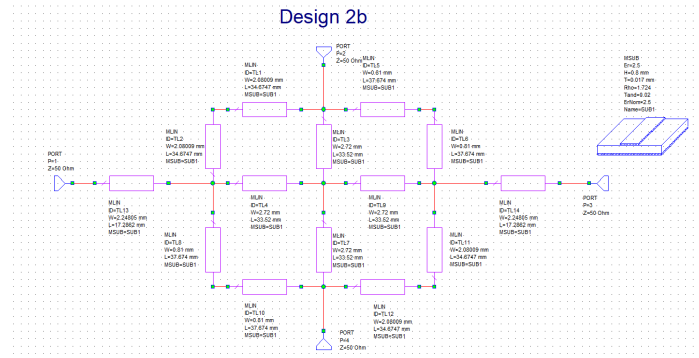 Design 2b
PORT
P=2
Z=50 Ohm
MLIN
ID=TL1
W=2.08009 mm
L=34.6747 mm
MSUB=SUB1
MLIN
ID=TL5
W=0.81 mm
L=37.674 mm
MSUB=SUB1
MSUB
Er=2.5
H=0.8 mm
T=0.017 mm
Rho=1.724
Tand=0.02
ErNom=2.5
Name=SUB1
MLIN
ID=TL2
W=2.08009 mm
L=34.6747 mm
MSUB=SUB1
MLIN
ID=TL3
W=2.72 mm
L=33.52 mm
MSUB=SUB1
MLIN
ID=TL6
W=0.81 mm
L=37.674 mm
MSUB=SUB1
PORT
P=1
Z=50 Ohm
MLIN
ID=TL13
W=2.24805 mm
L=17.2862 mm
MSUB=SUB1
MLIN
ID=TL4
W=2.72 mm
L=33.52 mm
MSUB=SUB1
MLIN
ID=TL9
W=2.72 mm
L=33.52 mm
MSUB=SUB1
MLIN
ID=TL14
W=2.24805 mm
L=17.2862 mm
MSUB=SUB1
PORT
P=3
Z=50 Ohm
MLIN
ID=TL8
W=0.81 mm
L=37.674 mm
MSUB=SUB1
MLIN
ID=TL7
W=2.72 mm
L=33.52 mm
MSUB=SUB1
MLIN
ID=TL11
W=2.08009 mm
L=34.6747 mm
MSUB=SUB1
MLIN
ID=TL10
W=0.81 mm
L=37.674 mm
MSUB=SUB1
MLIN
ID=TL12
W=2.08009 mm
L=34.6747 mm
MSUB=SUB1
PORT
P=4
Z=50 Ohm